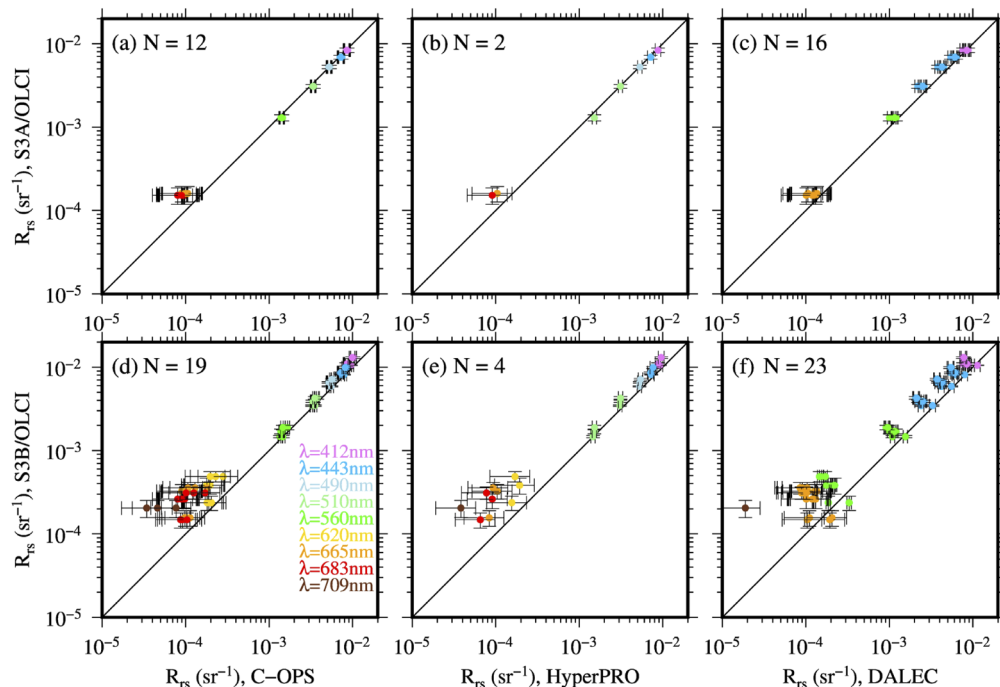 (a) N = 12
(b) N = 2
(c) N = 16
R_rs (sr⁻¹), S3A/OLCI
10⁻²
10⁻³
10⁻⁴
10⁻⁵
10⁻⁵ 10⁻⁴ 10⁻³ 10⁻²
10⁻⁵ 10⁻⁴ 10⁻³ 10⁻²
10⁻⁵ 10⁻⁴ 10⁻³ 10⁻²
(d) N = 19
(e) N = 4
(f) N = 23
R_rs (sr⁻¹), S3B/OLCI
10⁻²
10⁻³
10⁻⁴
10⁻⁵
λ=412nm
λ=443nm
λ=490nm
λ=510nm
λ=560nm
λ=620nm
λ=665nm
λ=683nm
λ=709nm
10⁻⁵ 10⁻⁴ 10⁻³ 10⁻²
10⁻⁵ 10⁻⁴ 10⁻³ 10⁻²
10⁻⁵ 10⁻⁴ 10⁻³ 10⁻²
R_rs (sr⁻¹), C−OPS
R_rs (sr⁻¹), HyperPRO
R_rs (sr⁻¹), DALEC